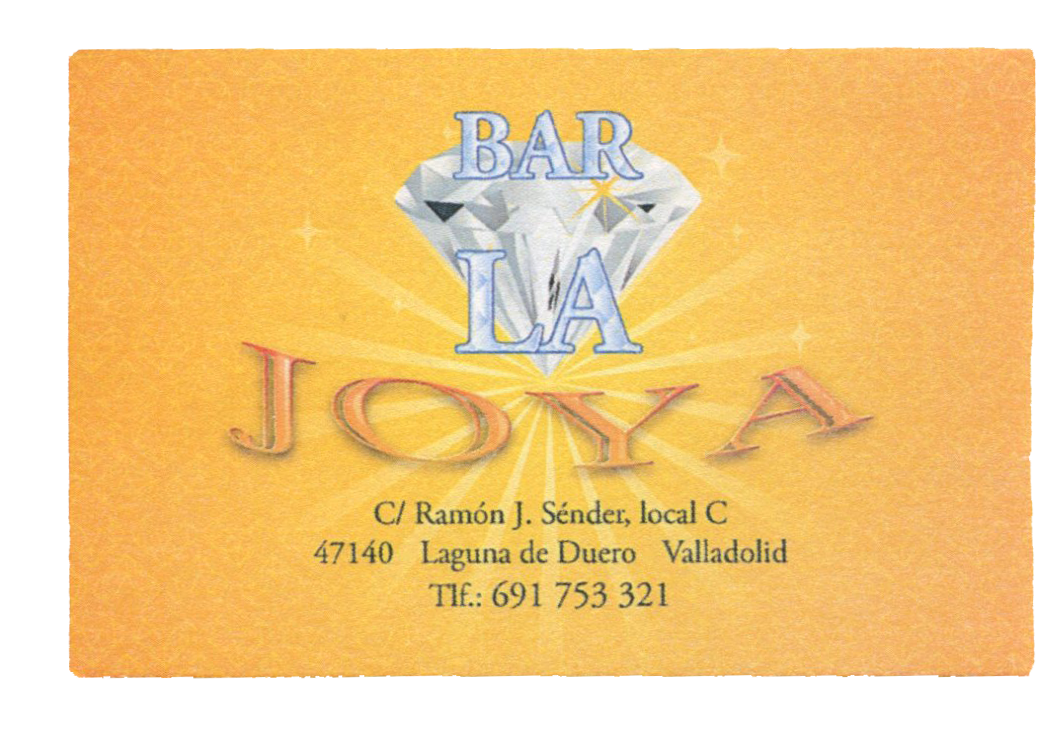 BAR
LA
JOYA
C/ Ramón J. Sénder, local C
47140 Laguna de Duero Valladolid
Tlf.: 691 753 321